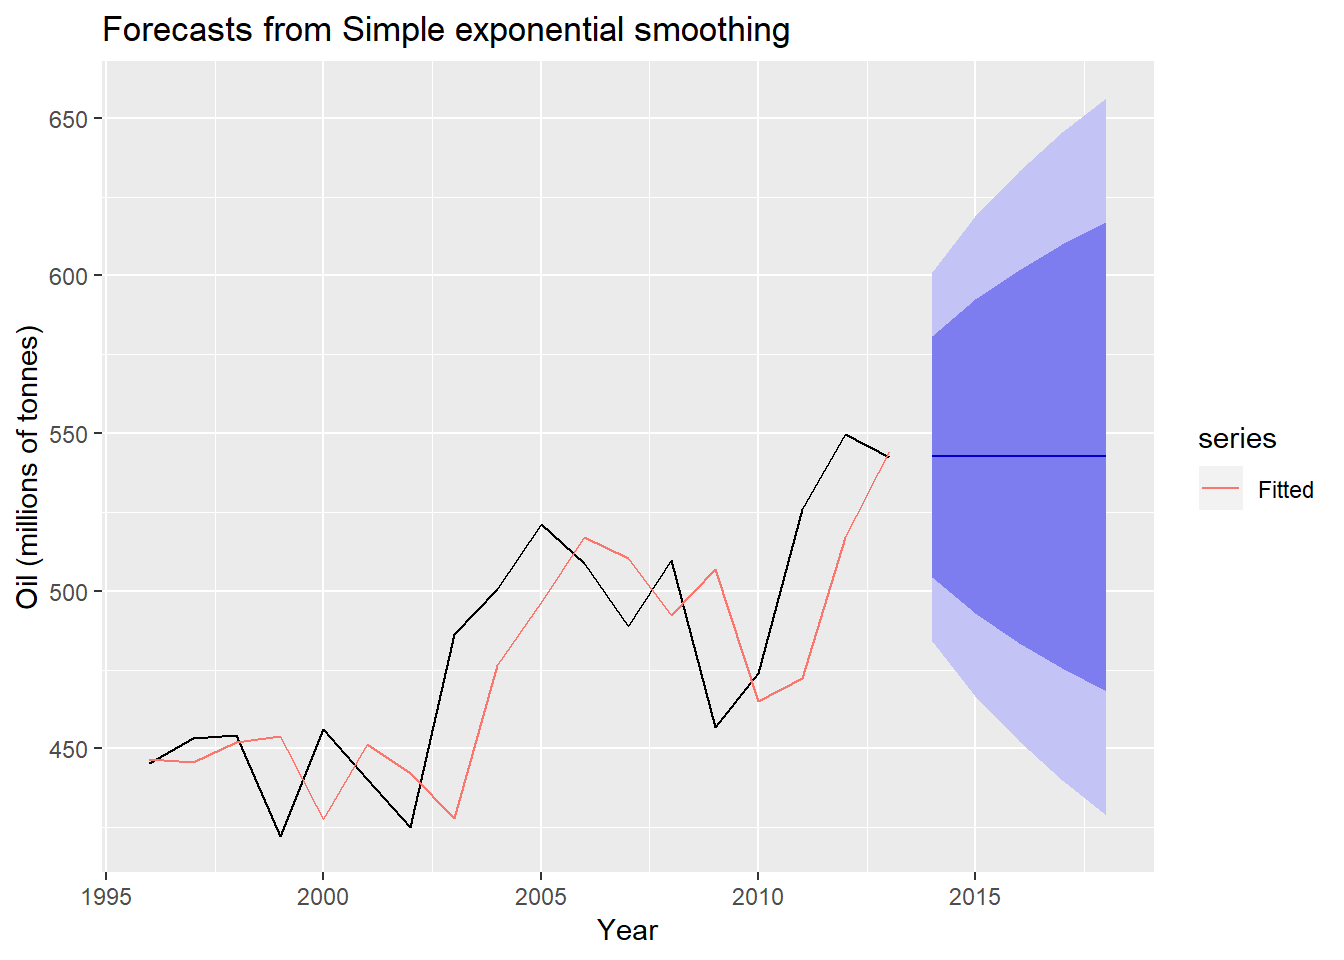 Forecasts from Simple exponential smoothing
650
600
550
500
450
Oil (millions of tonnes)
1995 2000 2005 2010 2015
Year
series
Fitted